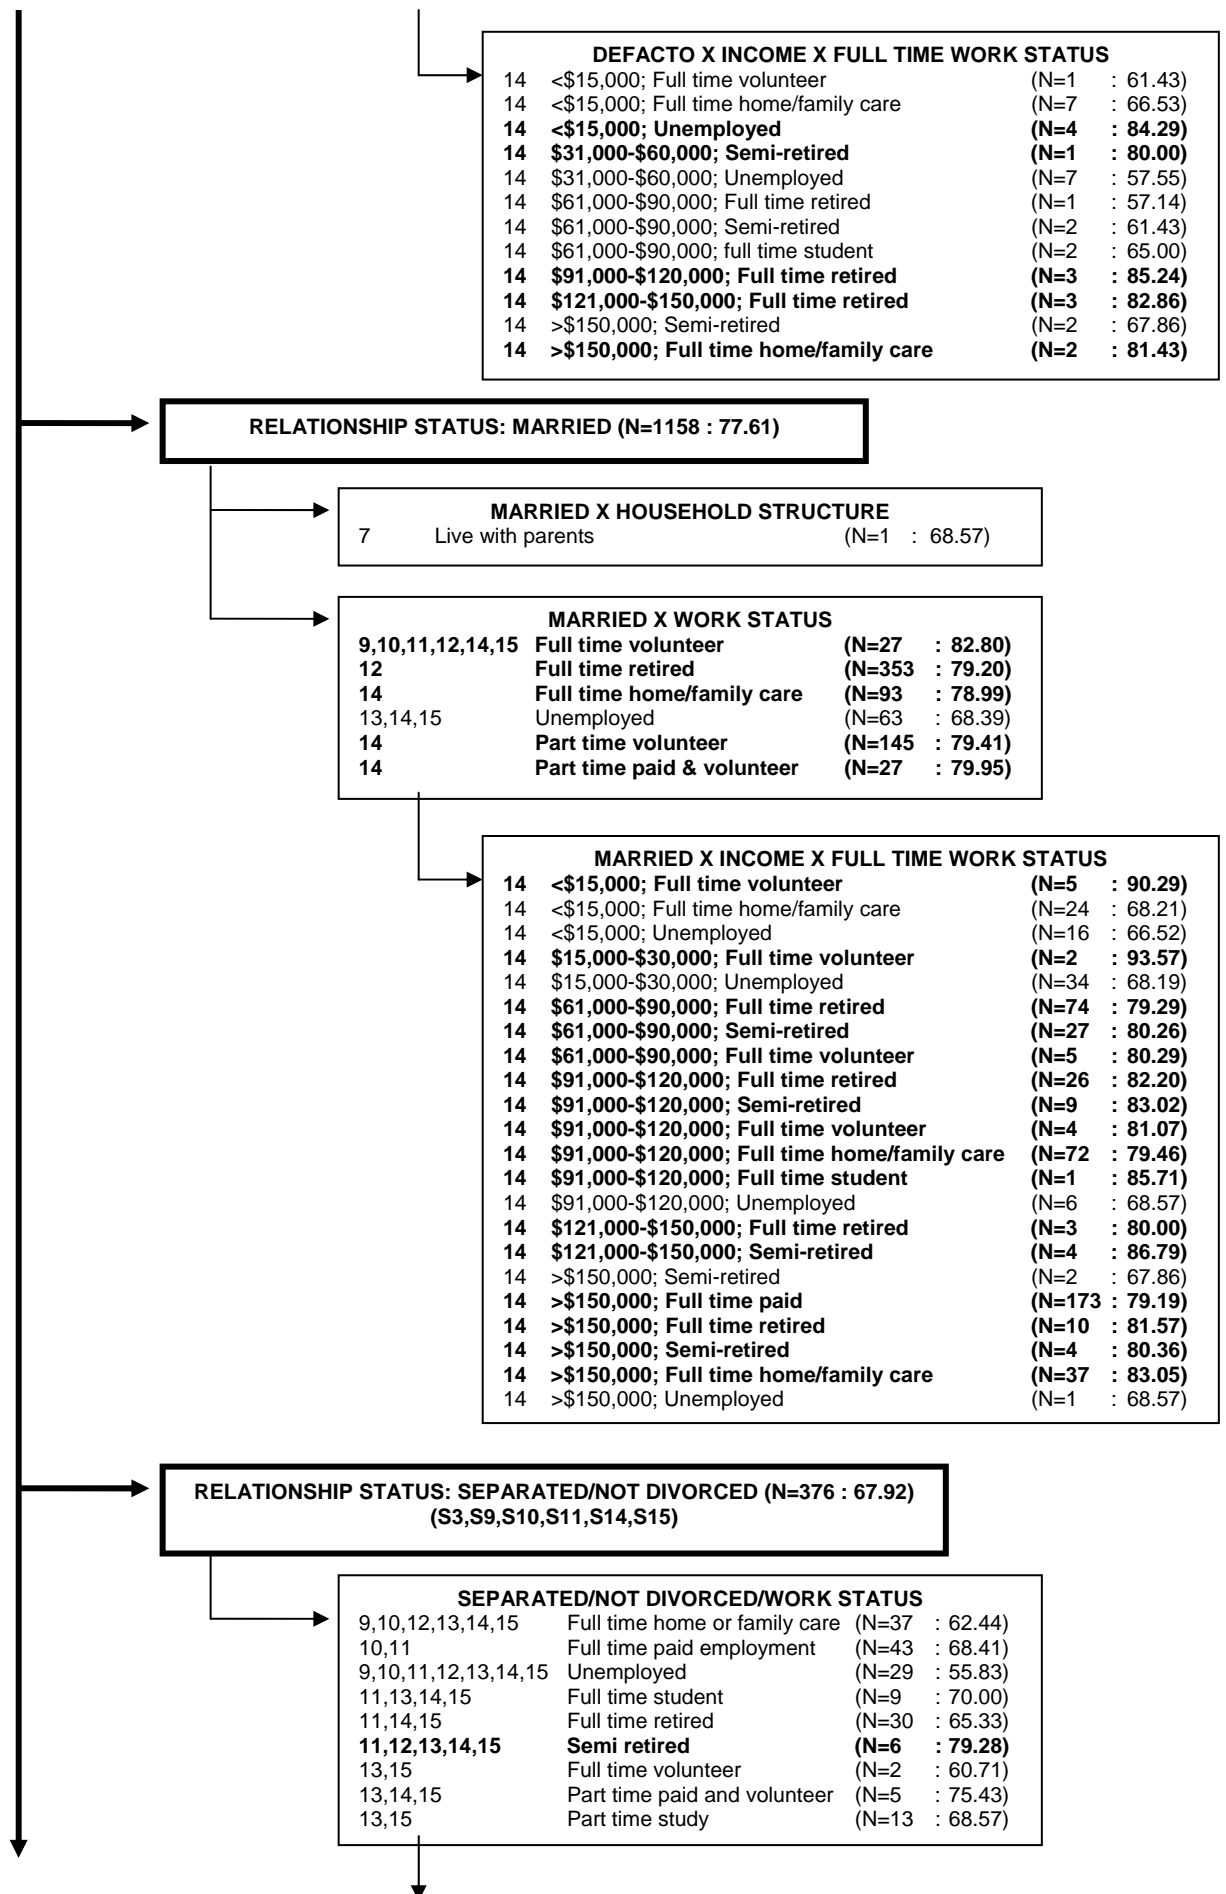 DEFACTO X INCOME X FULL TIME WORK STATUS
14 <$15,000; Full time volunteer (N=1 : 61.43)
14 <$15,000; Full time home/family care (N=7 : 66.53)
14 <$15,000; Unemployed (N=4 : 84.29)
14 $31,000-$60,000; Semi-retired (N=1 : 80.00)
14 $31,000-$60,000; Unemployed (N=7 : 57.55)
14 $61,000-$90,000; Full time retired (N=1 : 57.14)
14 $61,000-$90,000; Semi-retired (N=2 : 61.43)
14 $61,000-$90,000; full time student (N=2 : 65.00)
14 $91,000-$120,000; Full time retired (N=3 : 85.24)
14 $121,000-$150,000; Full time retired (N=3 : 82.86)
14 >$150,000; Semi-retired (N=2 : 67.86)
14 >$150,000; Full time home/family care (N=2 : 81.43)
RELATIONSHIP STATUS: MARRIED (N=1158 : 77.61)
MARRIED X HOUSEHOLD STRUCTURE
7 Live with parents (N=1 : 68.57)
MARRIED X WORK STATUS
9,10,11,12,14,15 Full time volunteer (N=27 : 82.80)
12 Full time retired (N=353 : 79.20)
14 Full time home/family care (N=93 : 78.99)
13,14,15 Unemployed (N=63 : 68.39)
14 Part time volunteer (N=145 : 79.41)
14 Part time paid & volunteer (N=27 : 79.95)
MARRIED X INCOME X FULL TIME WORK STATUS
14 <$15,000; Full time volunteer (N=5 : 90.29)
14 <$15,000; Full time home/family care (N=24 : 68.21)
14 <$15,000; Unemployed (N=16 : 66.52)
14 $15,000-$30,000; Full time volunteer (N=2 : 93.57)
14 $15,000-$30,000; Unemployed (N=34 : 68.19)
14 $61,000-$90,000; Full time retired (N=74 : 79.29)
14 $61,000-$90,000; Semi-retired (N=27 : 80.26)
14 $61,000-$90,000; Full time volunteer (N=5 : 80.29)
14 $91,000-$120,000; Full time retired (N=26 : 82.20)
14 $91,000-$120,000; Semi-retired (N=9 : 83.02)
14 $91,000-$120,000; Full time volunteer (N=4 : 81.07)
14 $91,000-$120,000; Full time home/family care (N=72 : 79.46)
14 $91,000-$120,000; Full time student (N=1 : 85.71)
14 $91,000-$120,000; Unemployed (N=6 : 68.57)
14 $121,000-$150,000; Full time retired (N=3 : 80.00)
14 $121,000-$150,000; Semi-retired (N=4 : 86.79)
14 >$150,000; Semi-retired (N=2 : 67.86)
14 >$150,000; Full time paid (N=173 : 79.19)
14 >$150,000; Full time retired (N=10 : 81.57)
14 >$150,000; Semi-retired (N=4 : 80.36)
14 >$150,000; Full time home/family care (N=37 : 83.05)
14 >$150,000; Unemployed (N=1 : 68.57)
RELATIONSHIP STATUS: SEPARATED/NOT DIVORCED (N=376 : 67.92)
(S3,S9,S10,S11,S14,S15)
SEPARATED/NOT DIVORCED/WORK STATUS
9,10,12,13,14,15 Full time home or family care (N=37 : 62.44)
10,11 Full time paid employment (N=43 : 68.41)
9,10,11,12,13,14,15 Unemployed (N=29 : 55.83)
11,13,14,15 Full time student (N=9 : 70.00)
11,14,15 Full time retired (N=30 : 65.33)
11,12,13,14,15 Semi retired (N=6 : 79.28)
13,15 Full time volunteer (N=2 : 60.71)
13,14,15 Part time paid and volunteer (N=5 : 75.43)
13,15 Part time study (N=13 : 68.57)